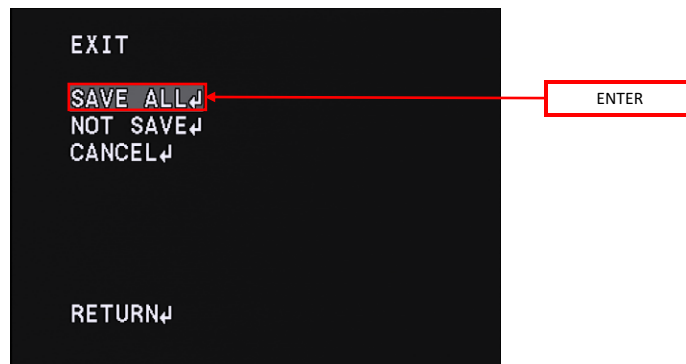 EXIT
SAVE ALL↲
ENTER
NOT SAVE↲
CANCEL↲
RETURN↲